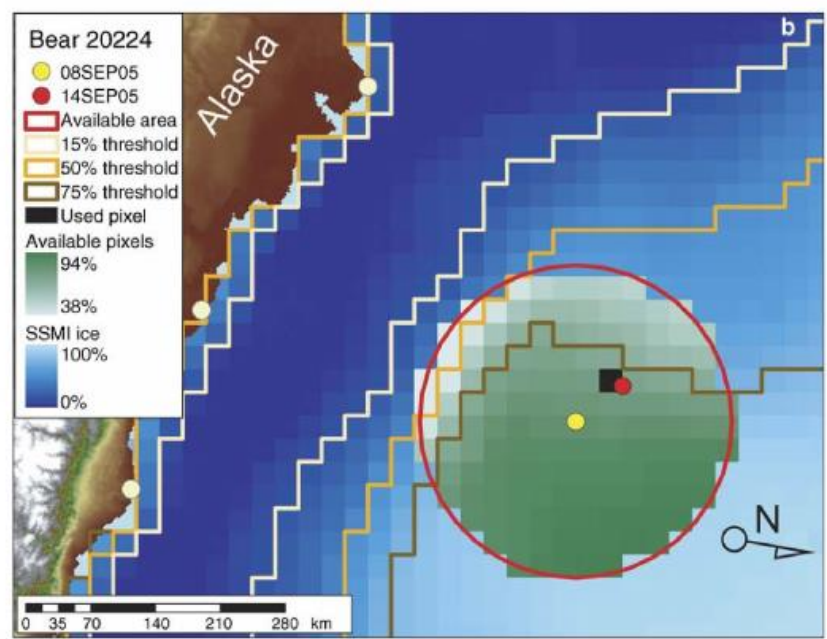 b
Bear 20224
08SEP05
14SEP05
Available area
15% threshold
50% threshold
75% threshold
Used pixel
Available pixels
94%
38%
SSMI ice
100%
0%
Alaska
N
0 35 70 140 210 280 km